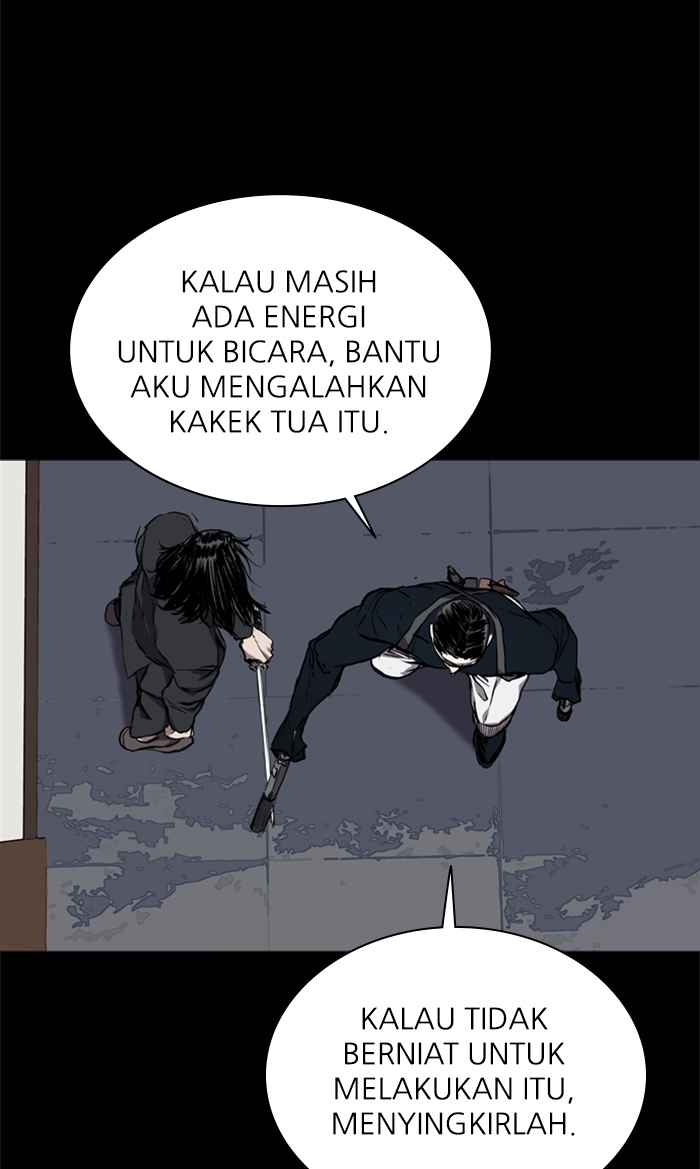 KALAU MASIH
ADA ENERGI
UNTUK BICARA, BANTU
AKU MENGALAHKAN
KAKEK TUA ITU.
KALAU TIDAK
BERNIAT UNTUK
MELAKUKAN ITU,
MENYINGKIRLAH.